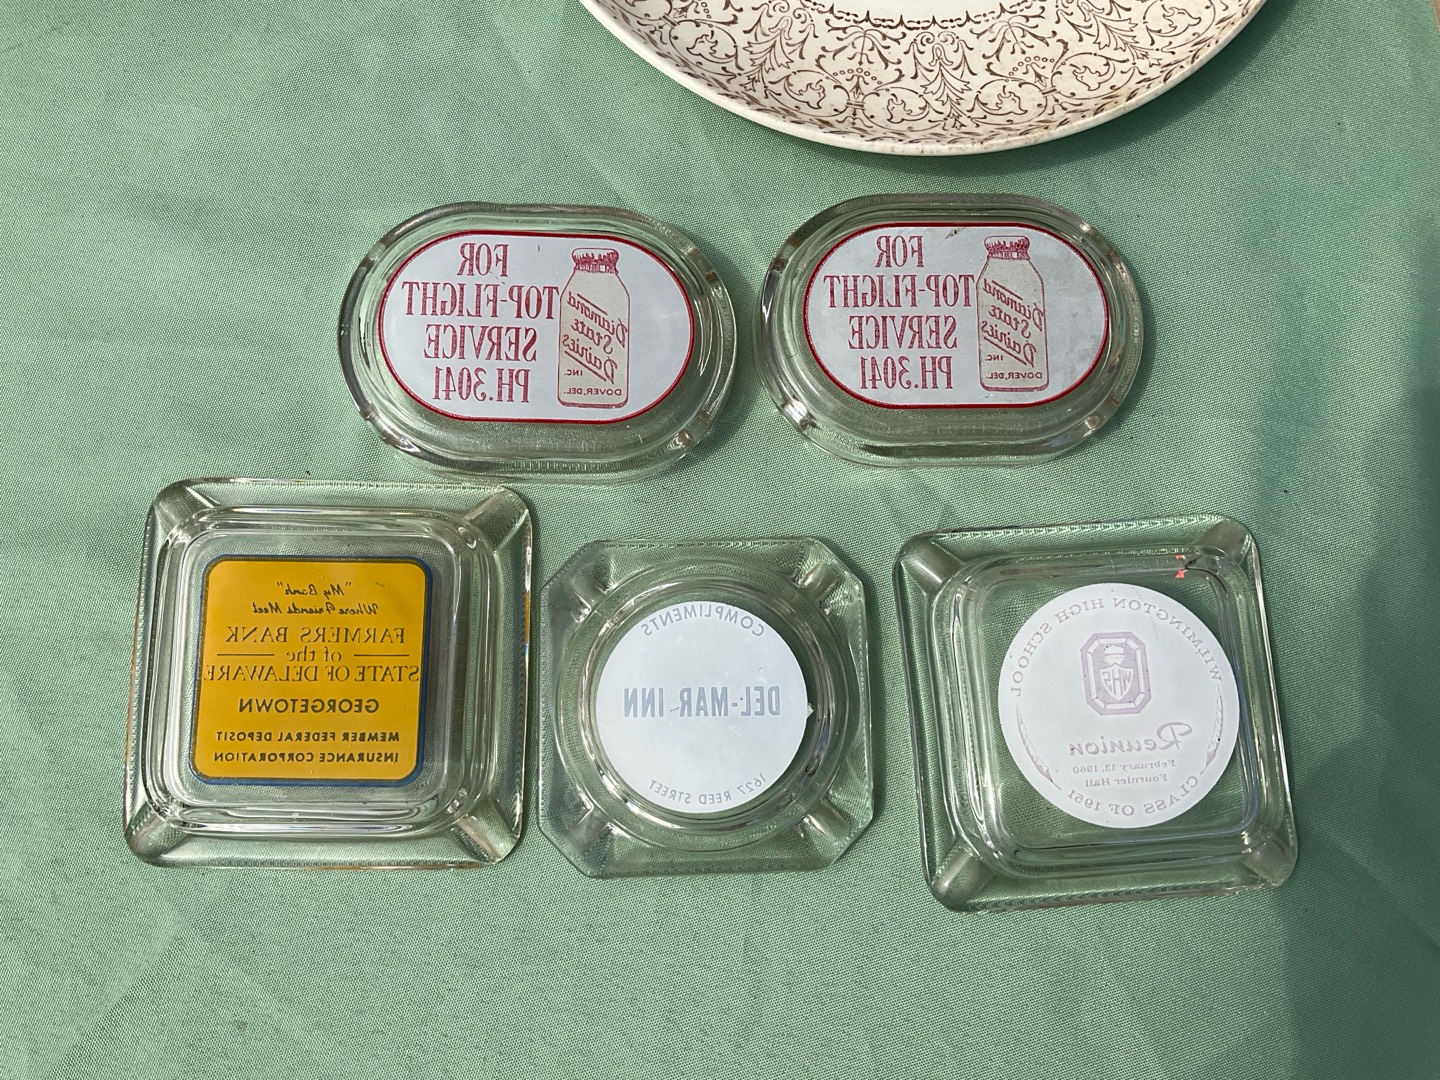 FOR
TOP-FLIGHT
SERVICE
PH.3041
Diamond
State
Dairies
INC.
DOVER, DEL.
FOR
TOP-FLIGHT
SERVICE
PH.3041
Diamond
State
Dairies
INC.
DOVER, DEL.
"My Bank"
Where Friends Meet
FARMERS BANK
of the
STATE OF DELAWARE
GEORGETOWN
MEMBER FEDERAL DEPOSIT
INSURANCE CORPORATION
COMPLIMENTS
DEL-MAR INN
1627 REED STREET
WILMINGTON HIGH SCHOOL
WHS
Reunion
February 13, 1960
Fournier Hall
CLASS OF 1951